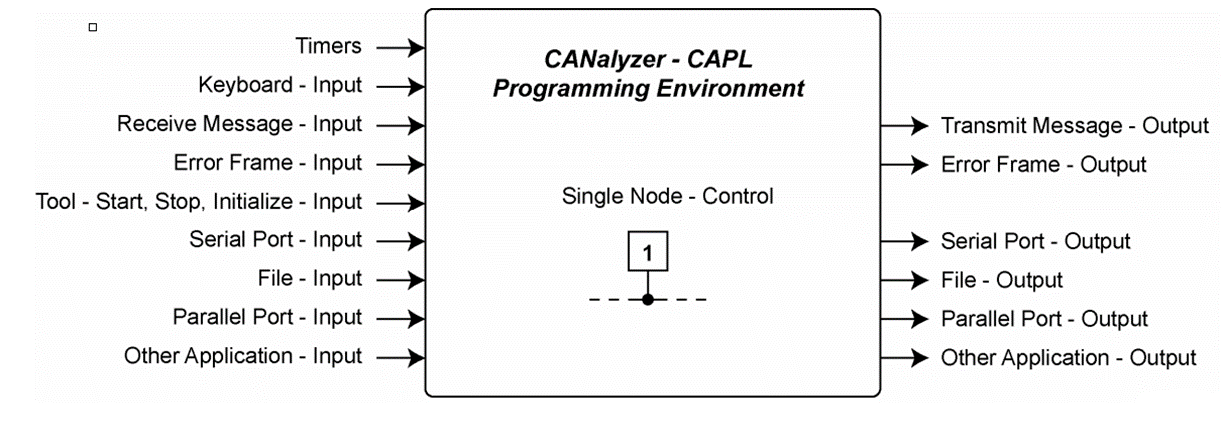 Timers
Keyboard - Input
Receive Message - Input
Error Frame - Input
Tool - Start, Stop, Initialize - Input
Serial Port - Input
File - Input
Parallel Port - Input
Other Application - Input
CANalyzer - CAPL
Programming Environment
Single Node - Control
1
Transmit Message - Output
Error Frame - Output
Serial Port - Output
File - Output
Parallel Port - Output
Other Application - Output